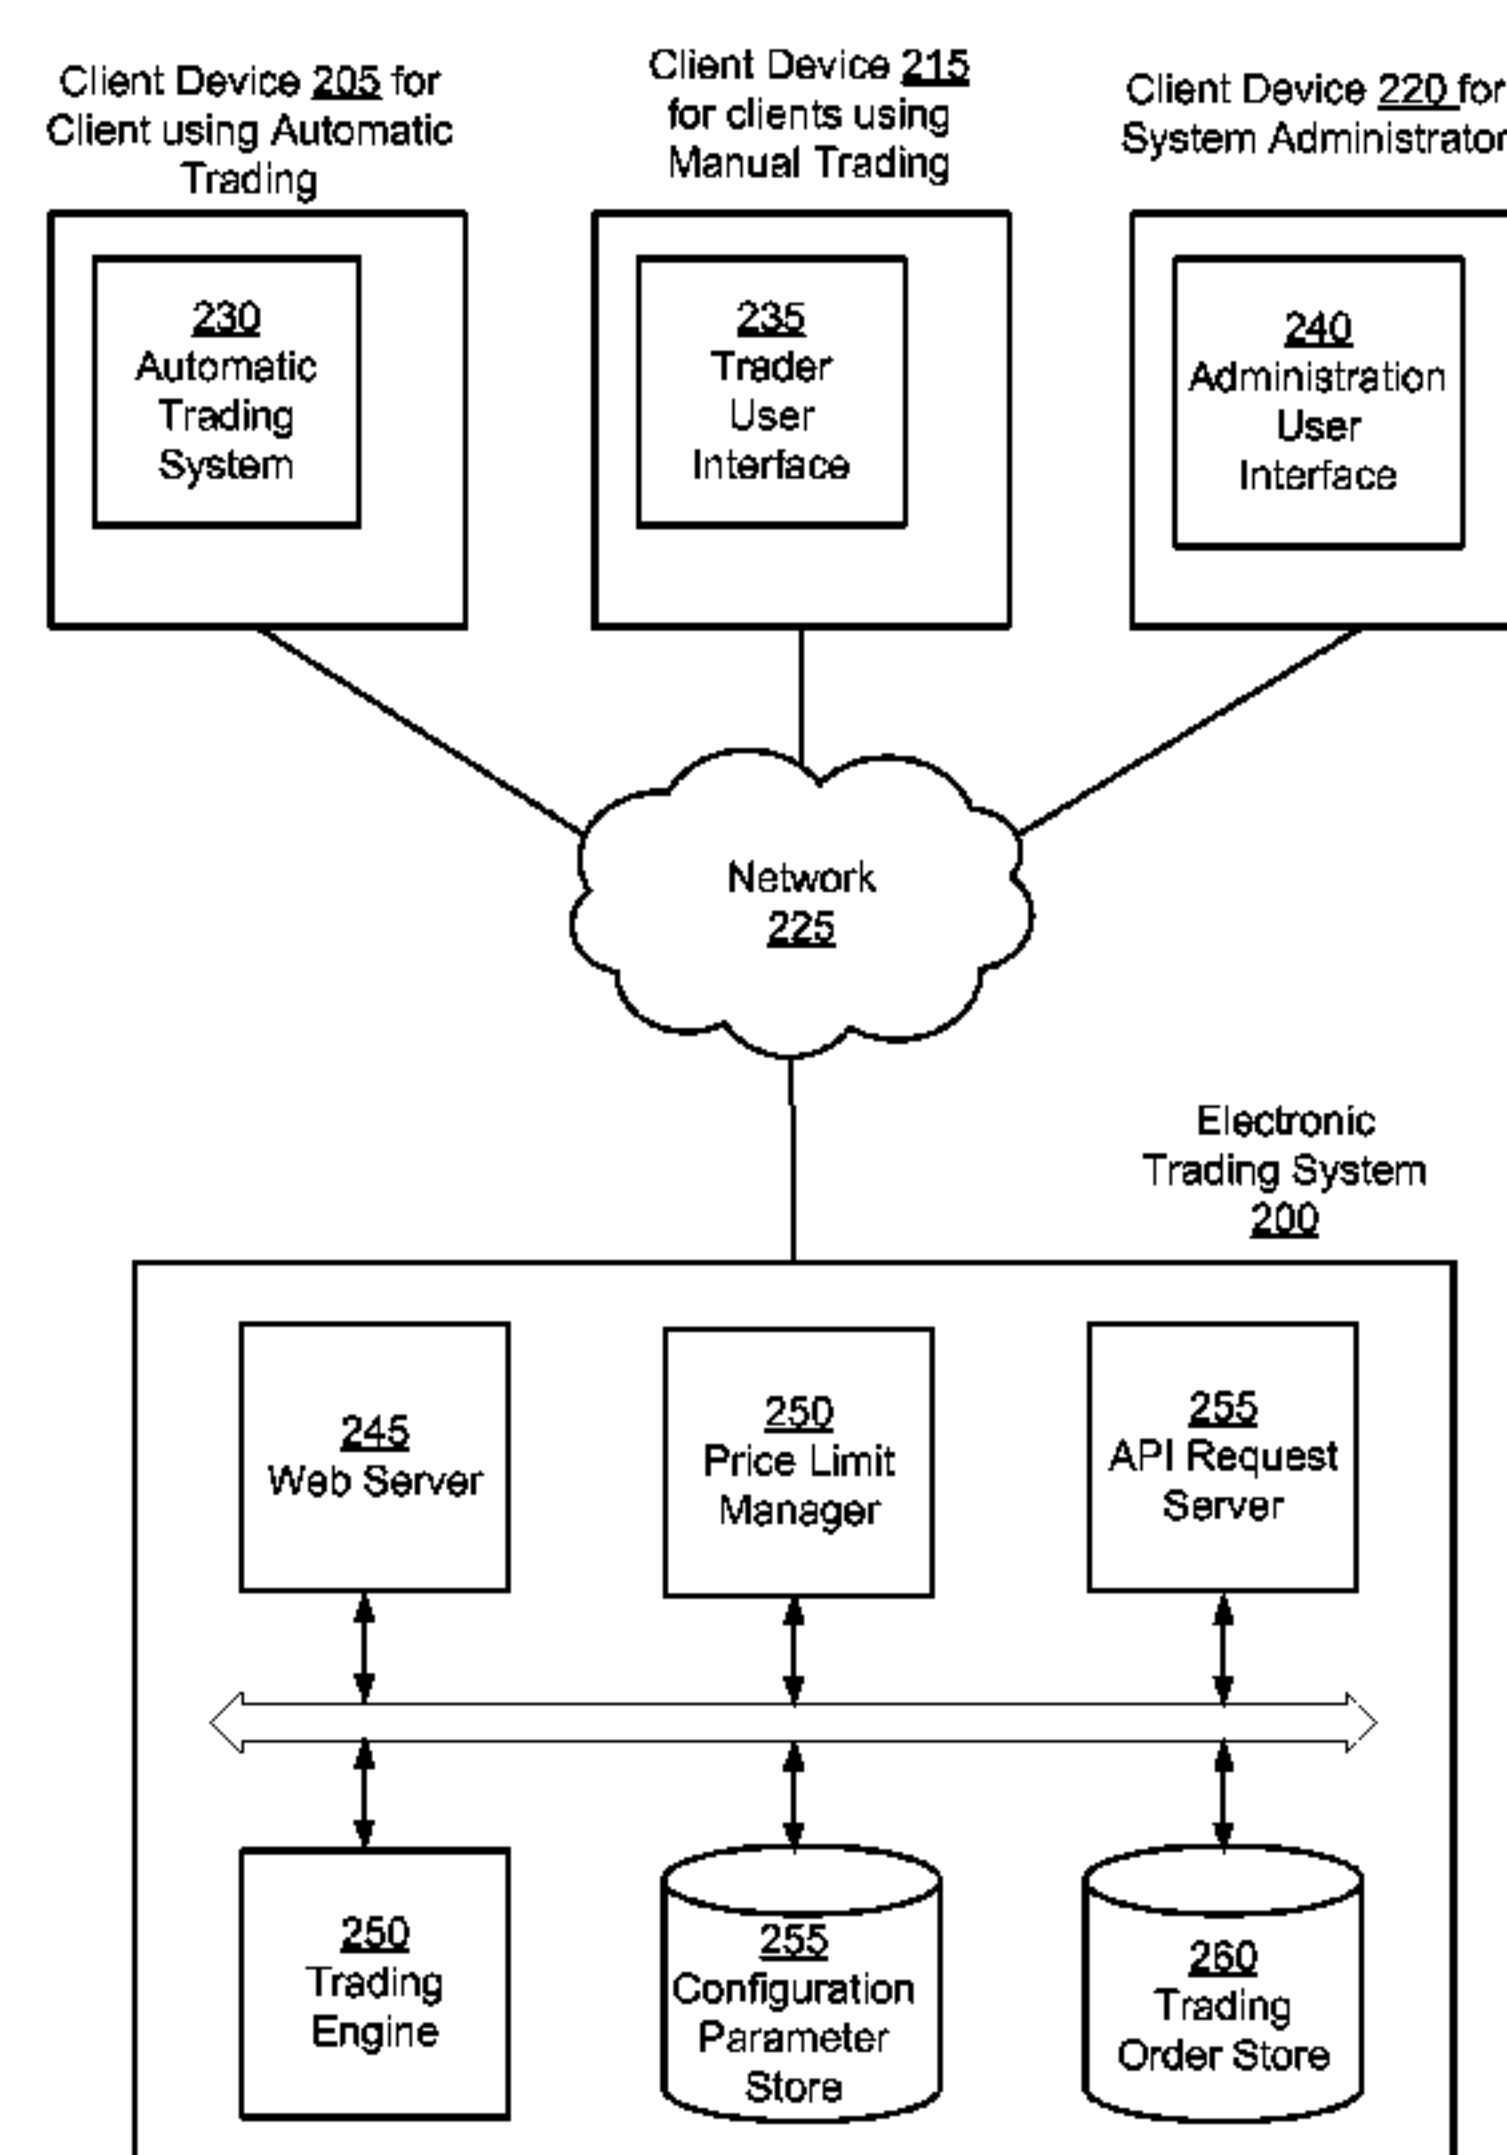 Client Device 205 for
Client using Automatic
Trading
Client Device 215
for clients using
Manual Trading
Client Device 220 for
System Administrator
230
Automatic
Trading
System
235
Trader
User
Interface
240
Administration
User
Interface
Network
225
Electronic
Trading System
200
245
Web Server
250
Price Limit
Manager
255
API Request
Server
250
Trading
Engine
255
Configuration
Parameter
Store
260
Trading
Order Store